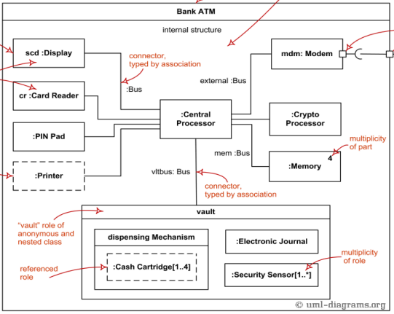 Bank ATM
internal structure
scd :Display
connector,
typed by association
:Bus
mdm: Modem
external :Bus
cr :Card Reader
:Central
Processor
:Crypto
Processor
:PIN Pad
multiplicity
of part
mem :Bus
4
:Memory
:Printer
vltbus: Bus
connector,
typed by association
vault
"vault" role of
anonymous and
nested class
dispensing Mechanism
:Electronic Journal
multiplicity
of role
referenced
role
:Cash Cartridge[1..4]
:Security Sensor[1..*]
© uml-diagrams.org